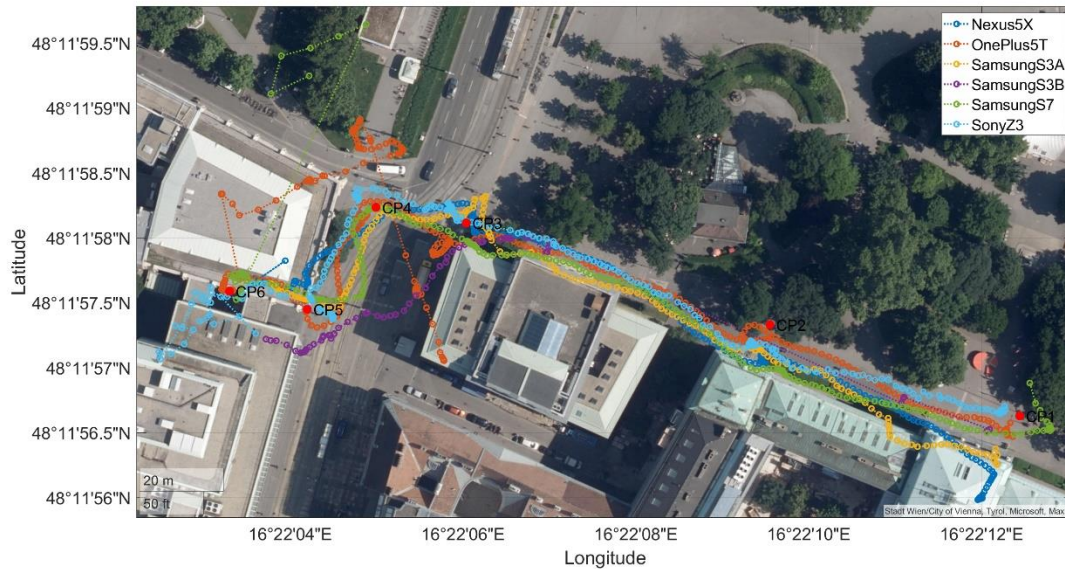 48°11'59.5"N
48°11'59"N
48°11'58.5"N
48°11'58"N
48°11'57.5"N
48°11'57"N
48°11'56.5"N
48°11'56"N
Latitude
Nexus5X
OnePlus5T
SamsungS3A
SamsungS3B
SamsungS7
SonyZ3
CP4
CP3
CP6
CP5
CP2
CP1
20 m
50 ft
Stadt Wien/City of Vienna, Tyrol, Microsoft, Max
16°22'04"E 16°22'06"E 16°22'08"E 16°22'10"E 16°22'12"E
Longitude